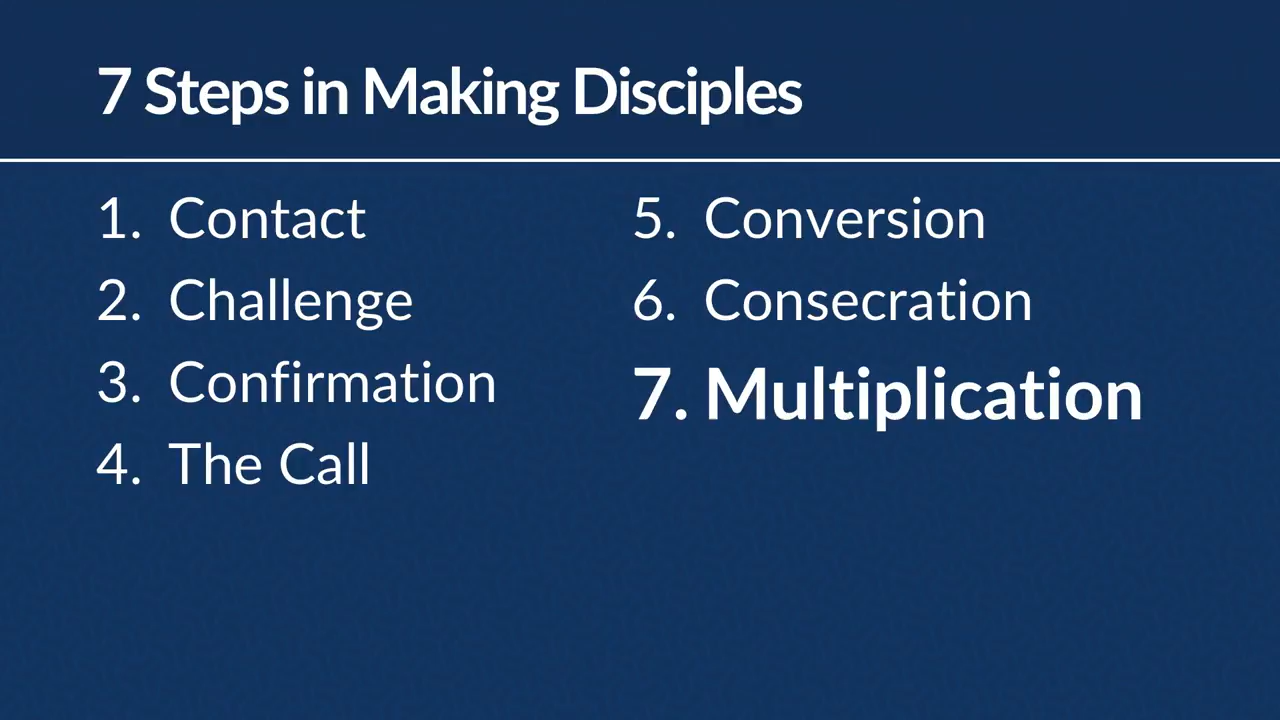 7 Steps in Making Disciples
1. Contact
2. Challenge
3. Confirmation
4. The Call
5. Conversion
6. Consecration
7. Multiplication